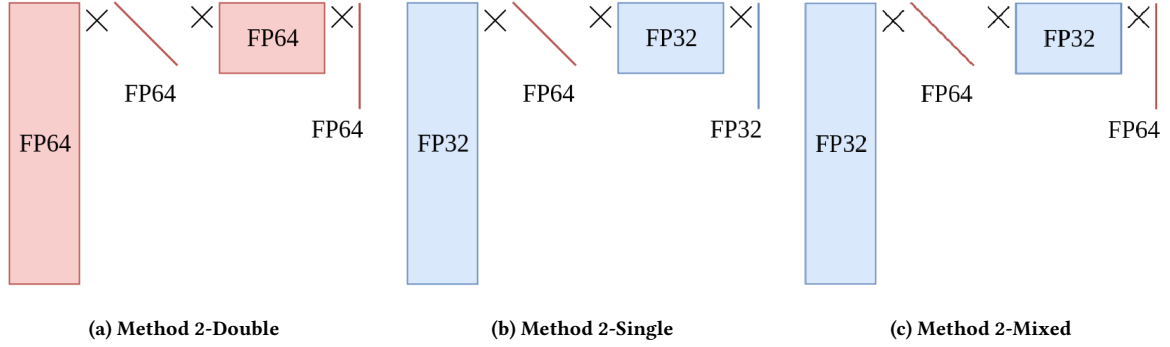 FP64 FP64 FP64 FP64
(a) Method 2-Double
FP32 FP64 FP32 FP32
(b) Method 2-Single
FP32 FP64 FP32 FP64
(c) Method 2-Mixed